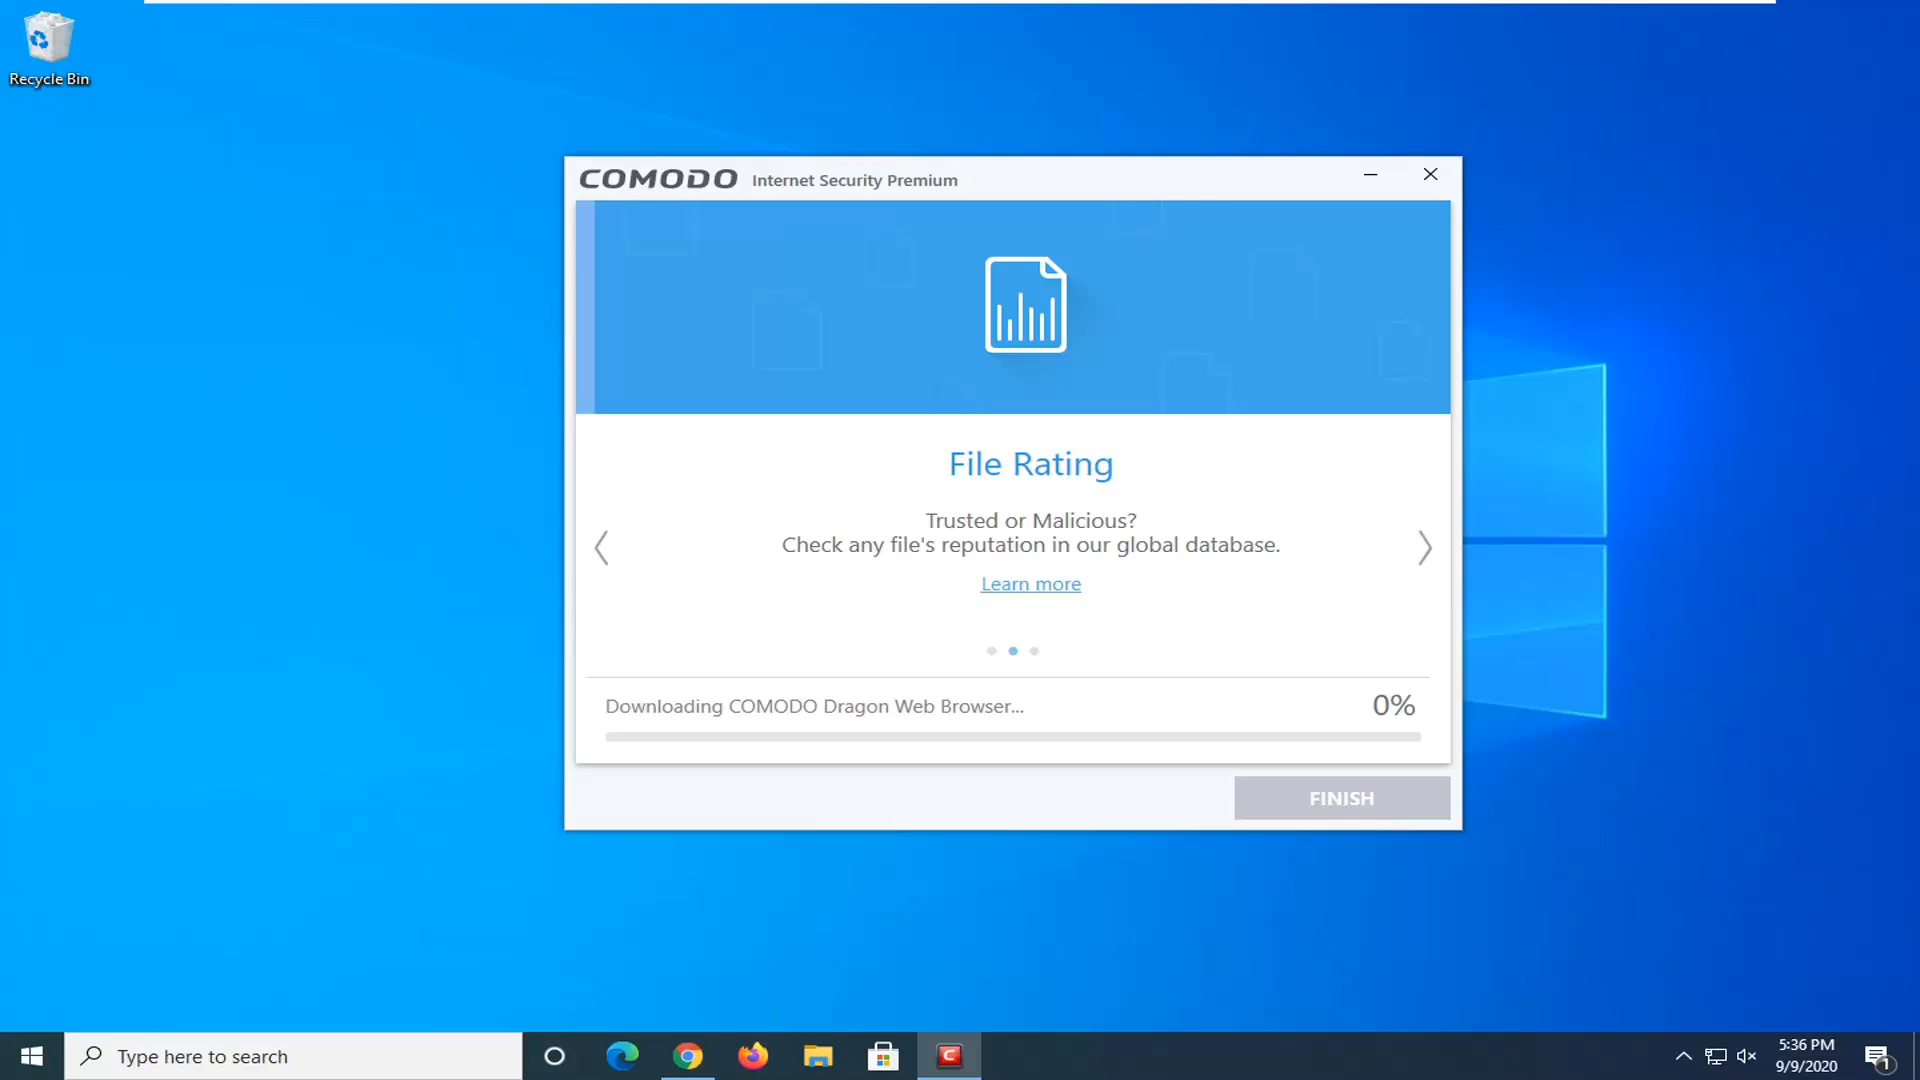 Recycle Bin
COMODO Internet Security Premium
File Rating
Trusted or Malicious?
Check any file's reputation in our global database.
Learn more
Downloading COMODO Dragon Web Browser...
0%
FINISH
Type here to search
C
5:36 PM
9/9/2020
1